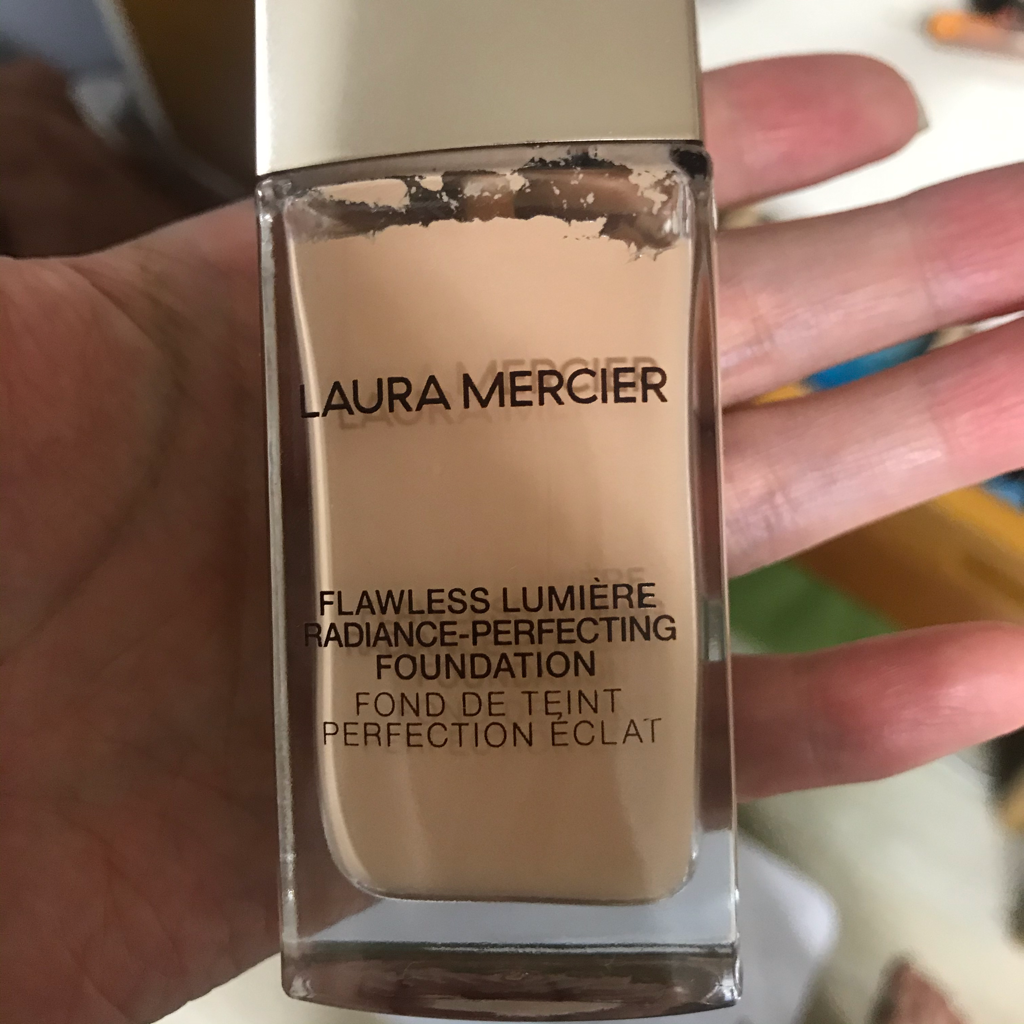 LAURA MERCIER
FLAWLESS LUMIÈRE
RADIANCE-PERFECTING
FOUNDATION
FOND DE TEINT
PERFECTION ÉCLAT